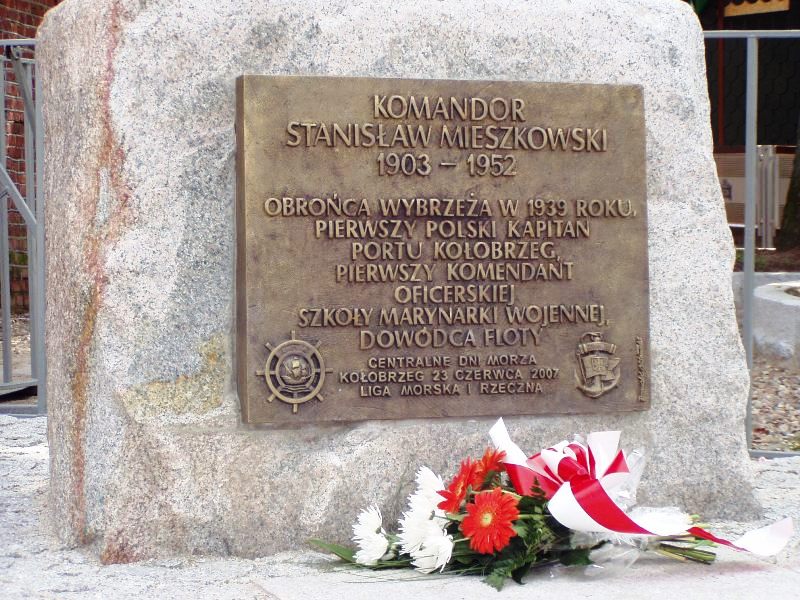 KOMANDOR
STANISŁAW MIESZKOWSKI
1903 – 1952
OBROŃCA WYBRZEŻA W 1939 ROKU,
PIERWSZY POLSKI KAPITAN
PORTU KOŁOBRZEG,
PIERWSZY KOMENDANT
OFICERSKIEJ
SZKOŁY MARYNARKI WOJENNEJ,
DOWÓDCA FLOTY
CENTRALNE DNI MORZA
KOŁOBRZEG 23 CZERWCA 2007
LIGA MORSKA I RZECZNA